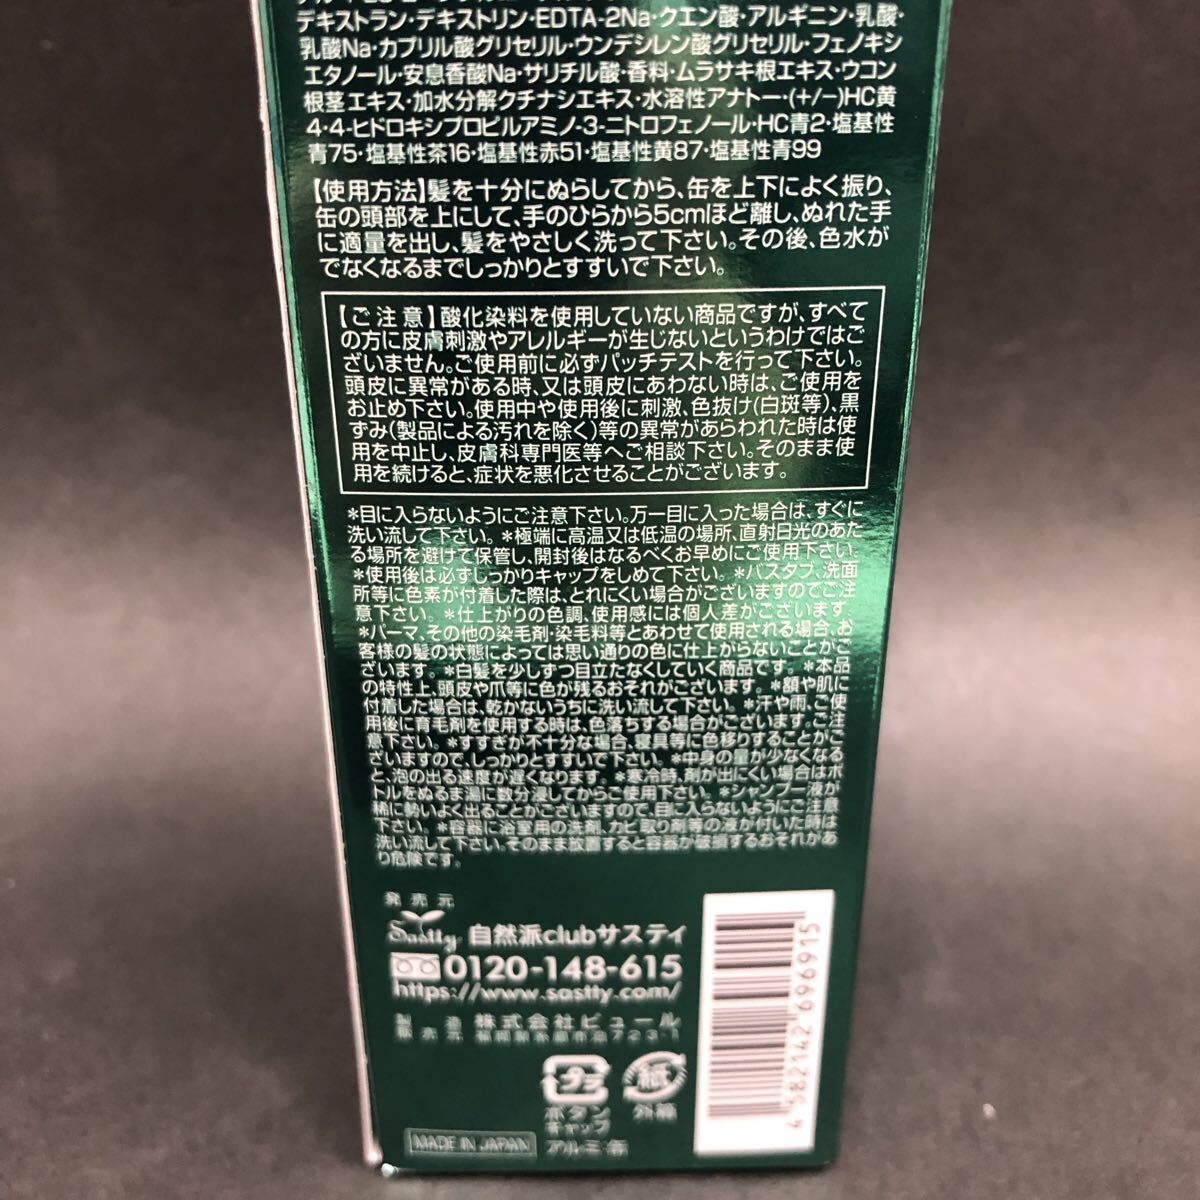 デキストラン・デキストリン・EDTA-2Na・クエン酸・アルギニン・乳酸・
乳酸Na・カプリル酸グリセリル・ウンデシレン酸グリセリル・フェノキシ
エタノール・安息香酸Na・サリチル酸・香料・ムラサキ根エキス・ウコン
根茎エキス・加水分解クチナシエキス・水溶性アナトー・(+/−)HC黄
4・4-ヒドロキシプロピルアミノ-3-ニトロフェノール・HC青2・塩基性
青75・塩基性茶16・塩基性赤51・塩基性黄87・塩基性青99
【使用方法】髪を十分にぬらしてから、缶を上下によく振り、
缶の頭部を上にして、手のひらから5cmほど離し、ぬれた手
に適量を出し、髪をやさしく洗って下さい。その後、色水が
でなくなるまでしっかりとすすいで下さい。
【ご注意】酸化染料を使用していない商品ですが、すべて
の方に皮膚刺激やアレルギーが生じないというわけではご
ざいません。ご使用前に必ずパッチテストを行って下さい。
頭皮に異常がある時、又は頭皮にあわない時は、ご使用を
お止め下さい。使用中や使用後に刺激、色抜け(白斑等)、黒
ずみ(製品による汚れを除く)等の異常があらわれた時は使
用を中止し、皮膚科専門医等へご相談下さい。そのまま使
用を続けると、症状を悪化させることがございます。
*目に入らないようにご注意下さい。万一目に入った場合は、すぐに
洗い流して下さい。*極端に高温又は低温の場所、直射日光のあた
る場所を避けて保管し、開封後はなるべくお早めにご使用下さい。
*使用後は必ずしっかりキャップをしめて下さい。*バスタブ、洗面
所等に色素が付着した際は、とれにくい場合がございますのでご注
意下さい。*仕上がりの色調、使用感には個人差がございます。
*パーマ、その他の染毛剤・染毛料等とあわせて使用される場合、お
客様の髪の状態によっては思い通りの色に仕上がらないことがご
ざいます。*白髪を少しずつ目立たなくしていく商品です。*本品
の特性上、頭皮や爪等に色が残るおそれがございます。*額や肌に
付着した場合は、乾かないうちに洗い流して下さい。*汗や雨、ご使
用後に育毛剤を使用する時は、色落ちする場合がございます。ご注
意下さい。*すすぎが不十分な場合、寝具等に色移りすることがご
ざいますので、しっかりとすすいで下さい。*中身の量が少なくなる
と、泡の出る速度が遅くなります。*寒冷時、剤が出にくい場合はボ
トルをぬるま湯に数分浸してからご使用下さい。*シャンプー液が
稀に勢いよく出ることがございますので、目に入らないようにご注意
下さい。*容器に浴室用の洗剤、カビ取り剤等の液が付いた時は
洗い流して下さい。そのまま放置すると容器が破損するおそれがあ
り危険です。
発売元
Sastty 自然派clubサスティ
0120-148-615
https://www.sastty.com/
製造
販売元 株式会社ピュール
プラ 紙
ボタン
キャップ 外箱
アルミ:缶
MADE IN JAPAN
4 582142 696915